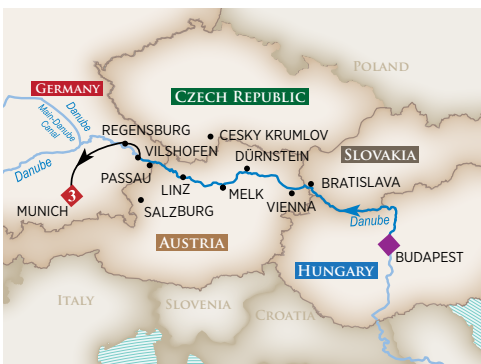 POLAND
GERMANY
CZECH REPUBLIC
Danube
Main-Danube
Canal
REGENSBURG
CESKY KRUMLOV
VILSHOFEN
DÜRNSTEIN
SLOVAKIA
Danube
PASSAU
LINZ
MELK
BRATISLAVA
MUNICH
3
SALZBURG
VIENNA
Danube
AUSTRIA
BUDAPEST
HUNGARY
ITALY
SLOVENIA
CROATIA